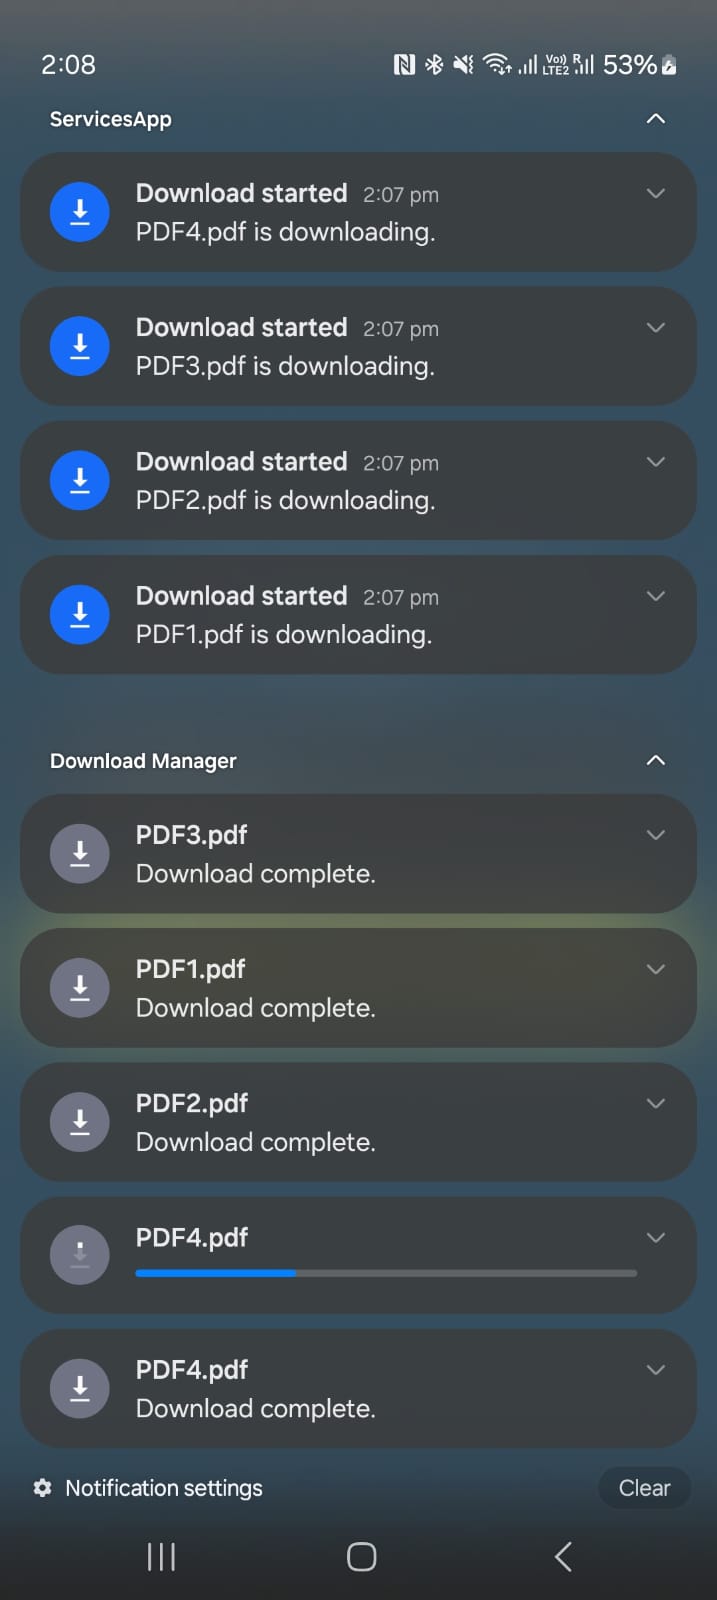 2:08
Vo)) R 53%
LTE2
ServicesApp
Download started 2:07 pm
PDF4.pdf is downloading.
Download started 2:07 pm
PDF3.pdf is downloading.
Download started 2:07 pm
PDF2.pdf is downloading.
Download started 2:07 pm
PDF1.pdf is downloading.
Download Manager
PDF3.pdf
Download complete.
PDF1.pdf
Download complete.
PDF2.pdf
Download complete.
PDF4.pdf
PDF4.pdf
Download complete.
Notification settings
Clear